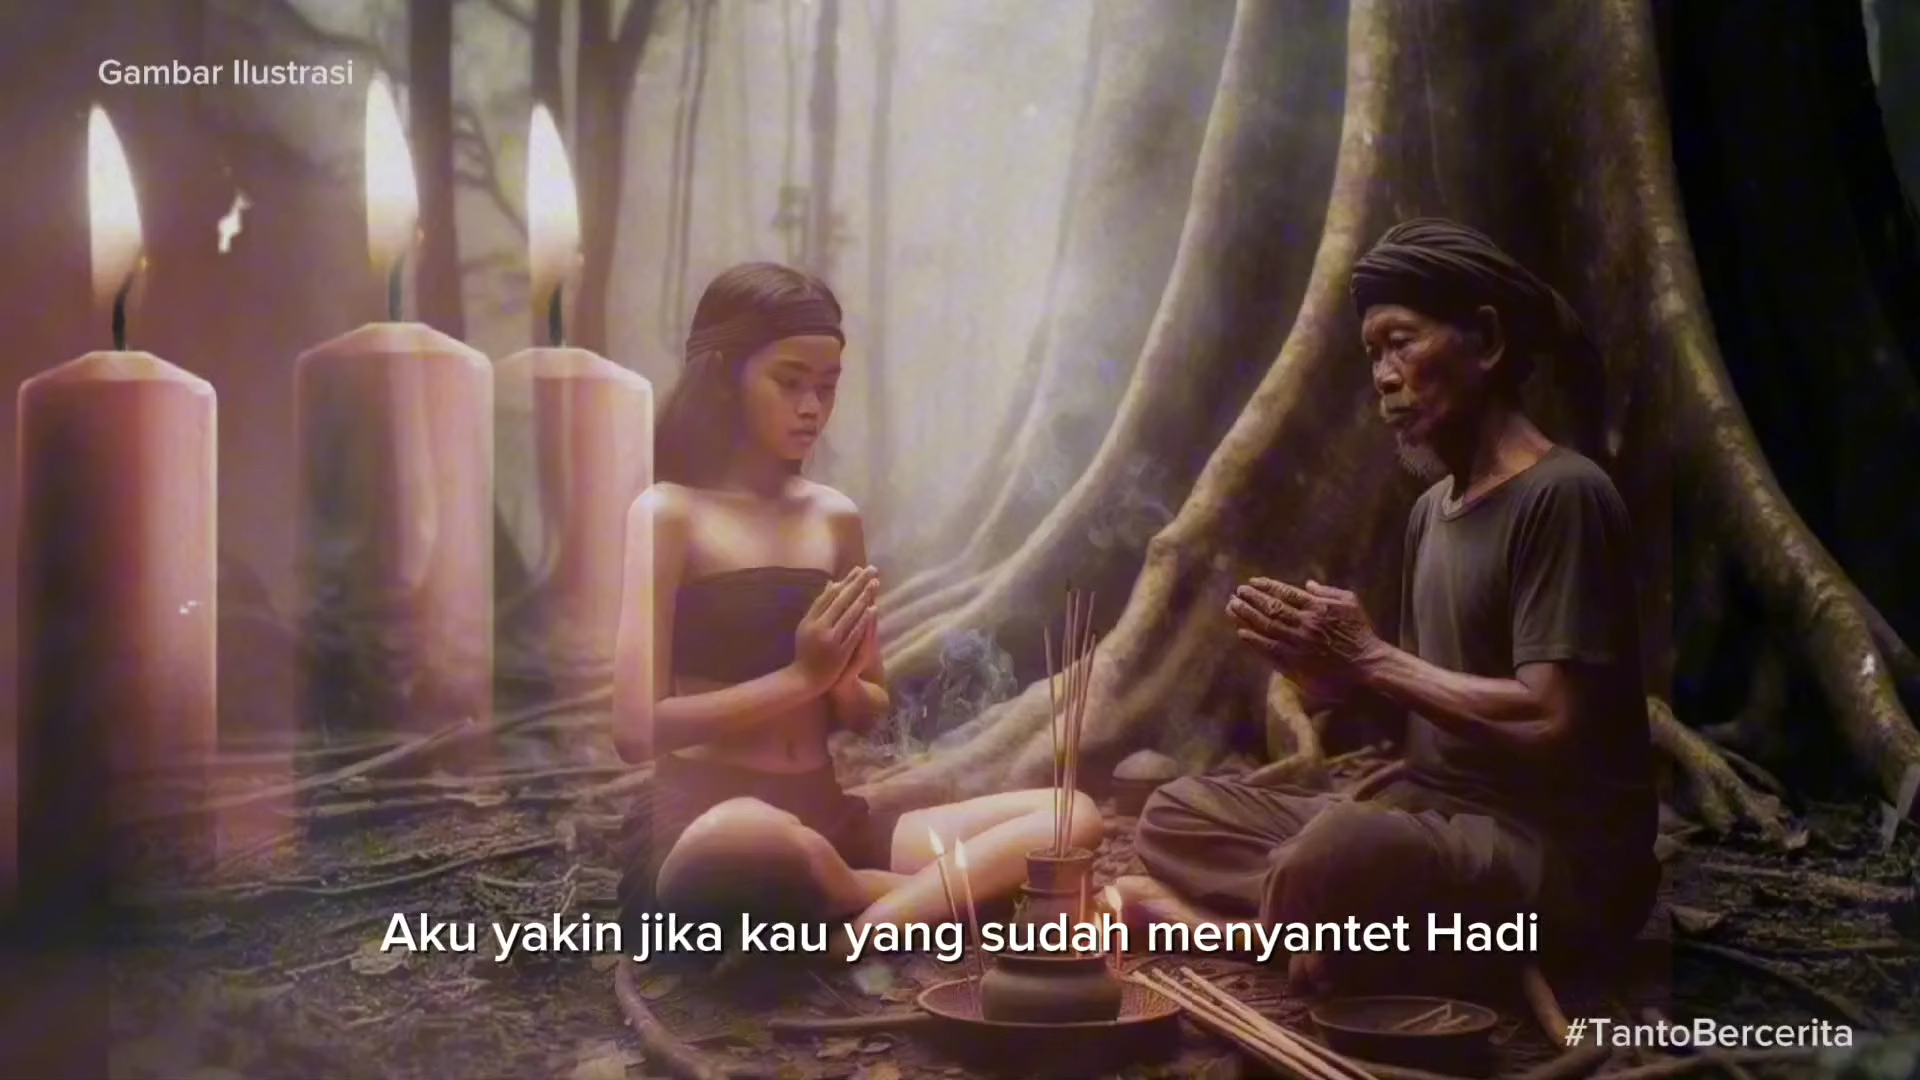 Gambar Ilustrasi
Aku yakin jika kau yang sudah menyantet Hadi
#TantoBercerita